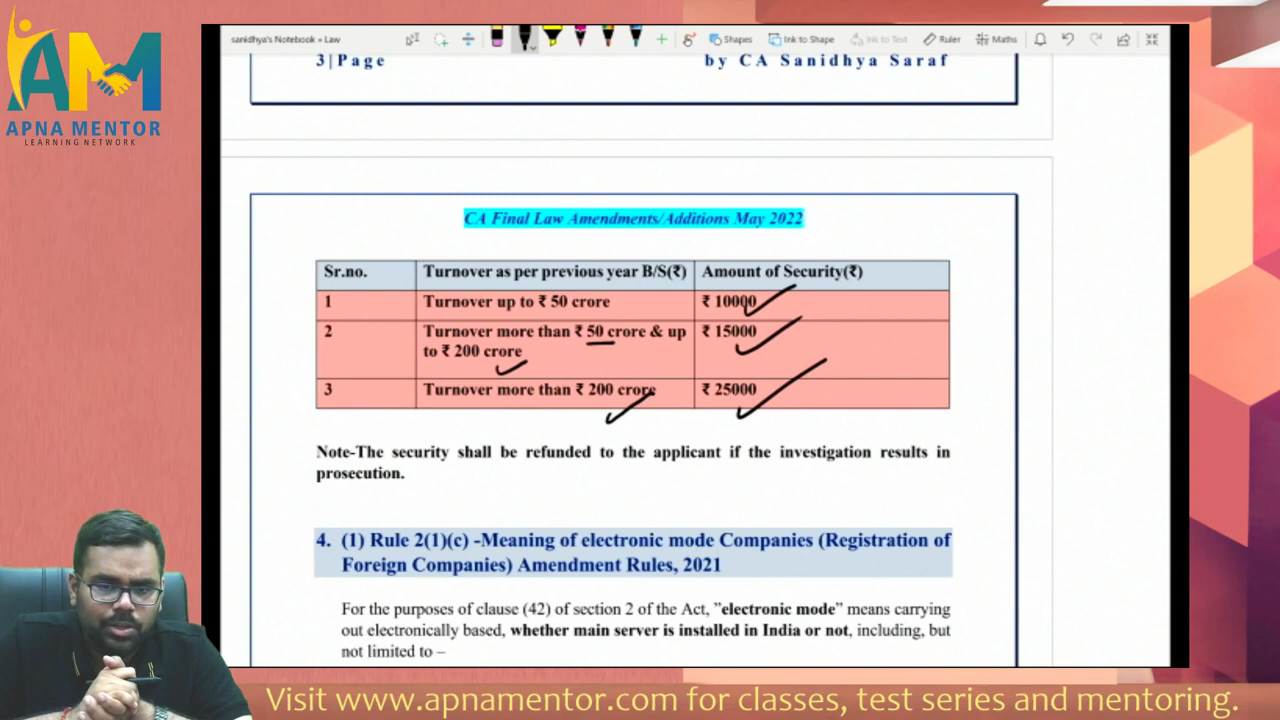 AM
APNA MENTOR
LEARNING NETWORK
sanidhya's Notebook » Law
Shapes
Ink to Shape
Ink to Text
Ruler
Maths
3|Page
by CA Sanidhya Saraf
CA Final Law Amendments/Additions May 2022
Sr.no. Turnover as per previous year B/S(₹) Amount of Security(₹)
1 Turnover up to ₹ 50 crore ₹ 10000
2 Turnover more than ₹ 50 crore & up ₹ 15000
to ₹ 200 crore
3 Turnover more than ₹ 200 crore ₹ 25000
Note-The security shall be refunded to the applicant if the investigation results in
prosecution.
4. (1) Rule 2(1)(c) -Meaning of electronic mode Companies (Registration of
Foreign Companies) Amendment Rules, 2021
For the purposes of clause (42) of section 2 of the Act, ”electronic mode” means carrying
out electronically based, whether main server is installed in India or not, including, but
not limited to –
Visit www.apnamentor.com for classes, test series and mentoring.